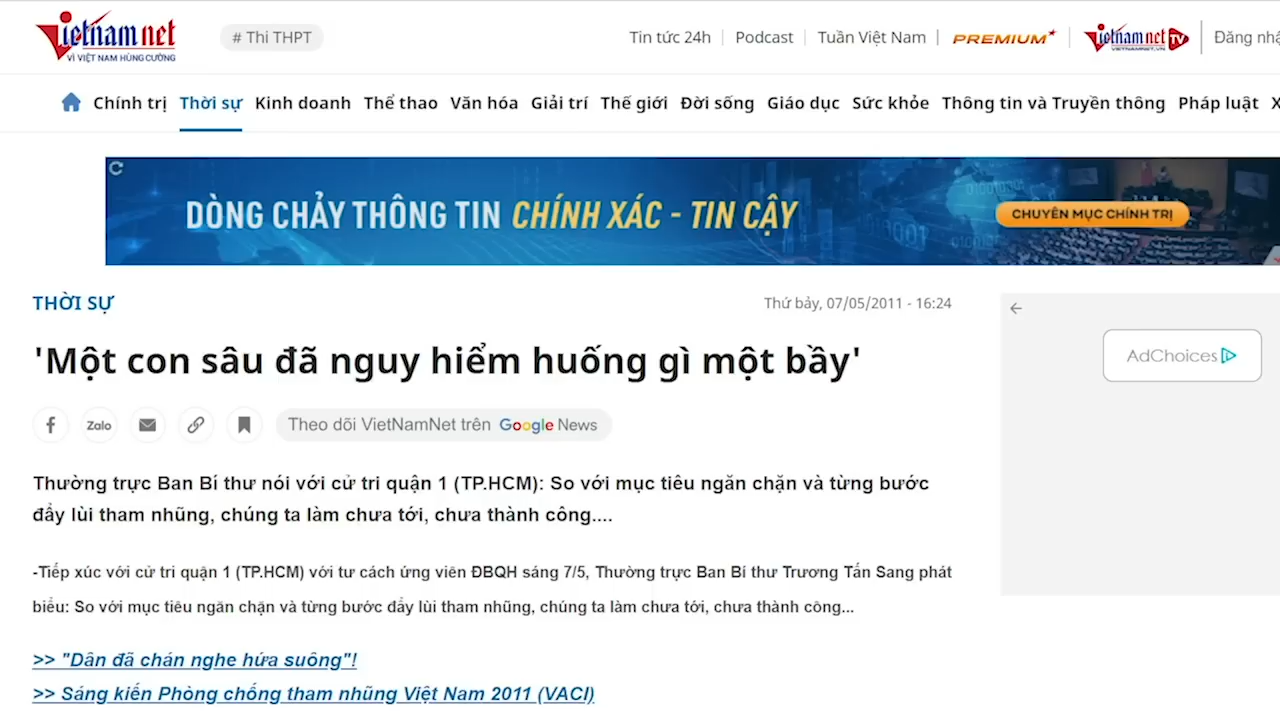 Vietnam net
VÌ VIỆT NAM HÙNG CƯỜNG
# Thi THPT
Tin tức 24h
Podcast
Tuần Việt Nam
PREMIUM
Vietnam net TV
VIETNAMNET.VN
Đăng nhậ
Chính trị Thời sự Kinh doanh Thể thao Văn hóa Giải trí Thế giới Đời sống Giáo dục Sức khỏe Thông tin và Truyền thông Pháp luật X
DÒNG CHẢY THÔNG TIN CHÍNH XÁC - TIN CẬY
CHUYÊN MỤC CHÍNH TRỊ
THỜI SỰ
Thứ bảy, 07/05/2011 - 16:24
'Một con sâu đã nguy hiểm huống gì một bầy'
Zalo
Theo dõi VietNamNet trên Google News
AdChoices
Thường trực Ban Bí thư nói với cử tri quận 1 (TP.HCM): So với mục tiêu ngăn chặn và từng bước
đẩy lùi tham nhũng, chúng ta làm chưa tới, chưa thành công....
-Tiếp xúc với cử tri quận 1 (TP.HCM) với tư cách ứng viên ĐBQH sáng 7/5, Thường trực Ban Bí thư Trương Tấn Sang phát
biểu: So với mục tiêu ngăn chặn và từng bước đẩy lùi tham nhũng, chúng ta làm chưa tới, chưa thành công...
>> "Dân đã chán nghe hứa suông"!
>> Sáng kiến Phòng chống tham nhũng Việt Nam 2011 (VACI)